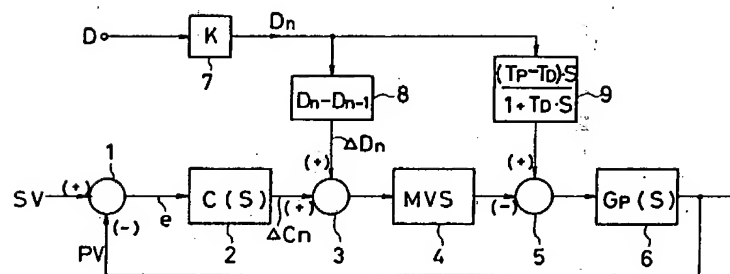 D
K
Dn
7
Dn-Dn-1
8
(TP-TD)·S
1+TD·S
9
ΔDn
1
(+)
(+)
SV
(+)
e
C(S)
(+)
MVS
(-)
GP(S)
(-)
PV
2
ΔCn
3
4
5
6